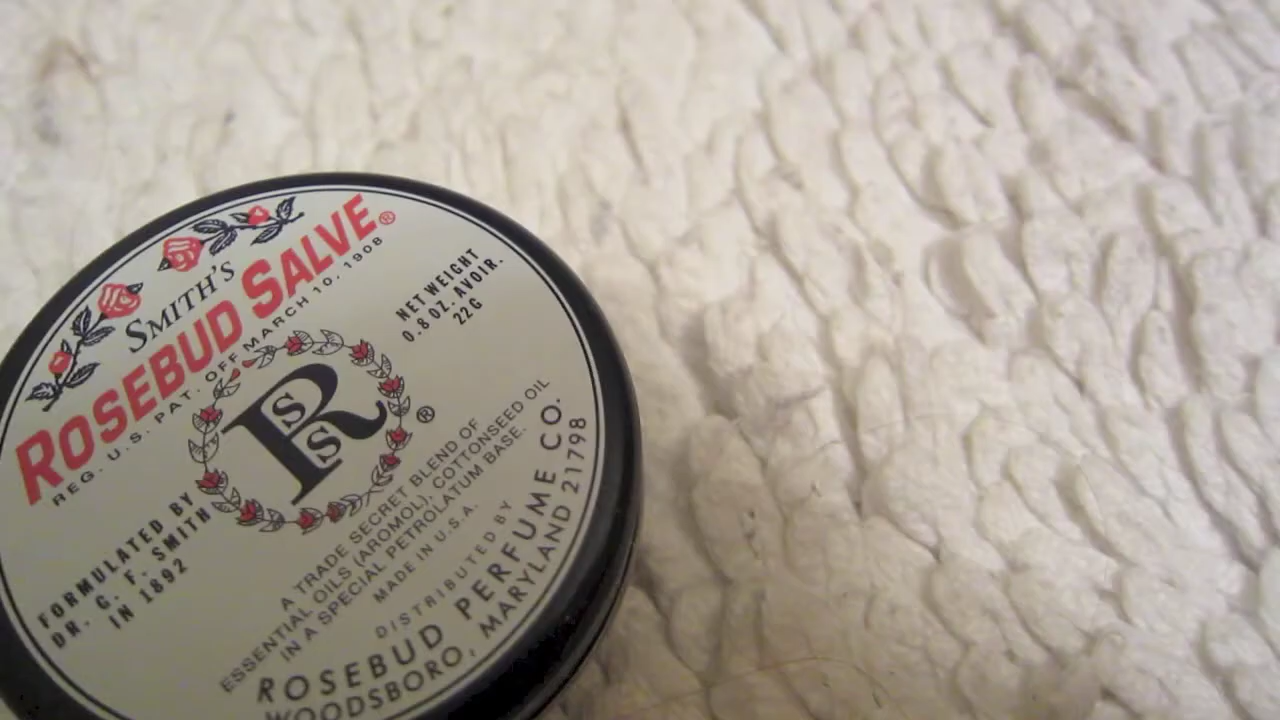 SMITH'S
ROSEBUD SALVE®
REG. U.S. PAT. OFF MARCH 10, 1908
NET WEIGHT
0.8 OZ. AVOIR.
22G
RSS®
FORMULATED BY
DR. G. F. SMITH
IN 1892
A TRADE SECRET BLEND OF
ESSENTIAL OILS (AROMOL), COTTONSEED OIL
IN A SPECIAL PETROLATUM BASE.
MADE IN U.S.A.
DISTRIBUTED BY
ROSEBUD PERFUME CO.
WOODSBORO, MARYLAND 21798